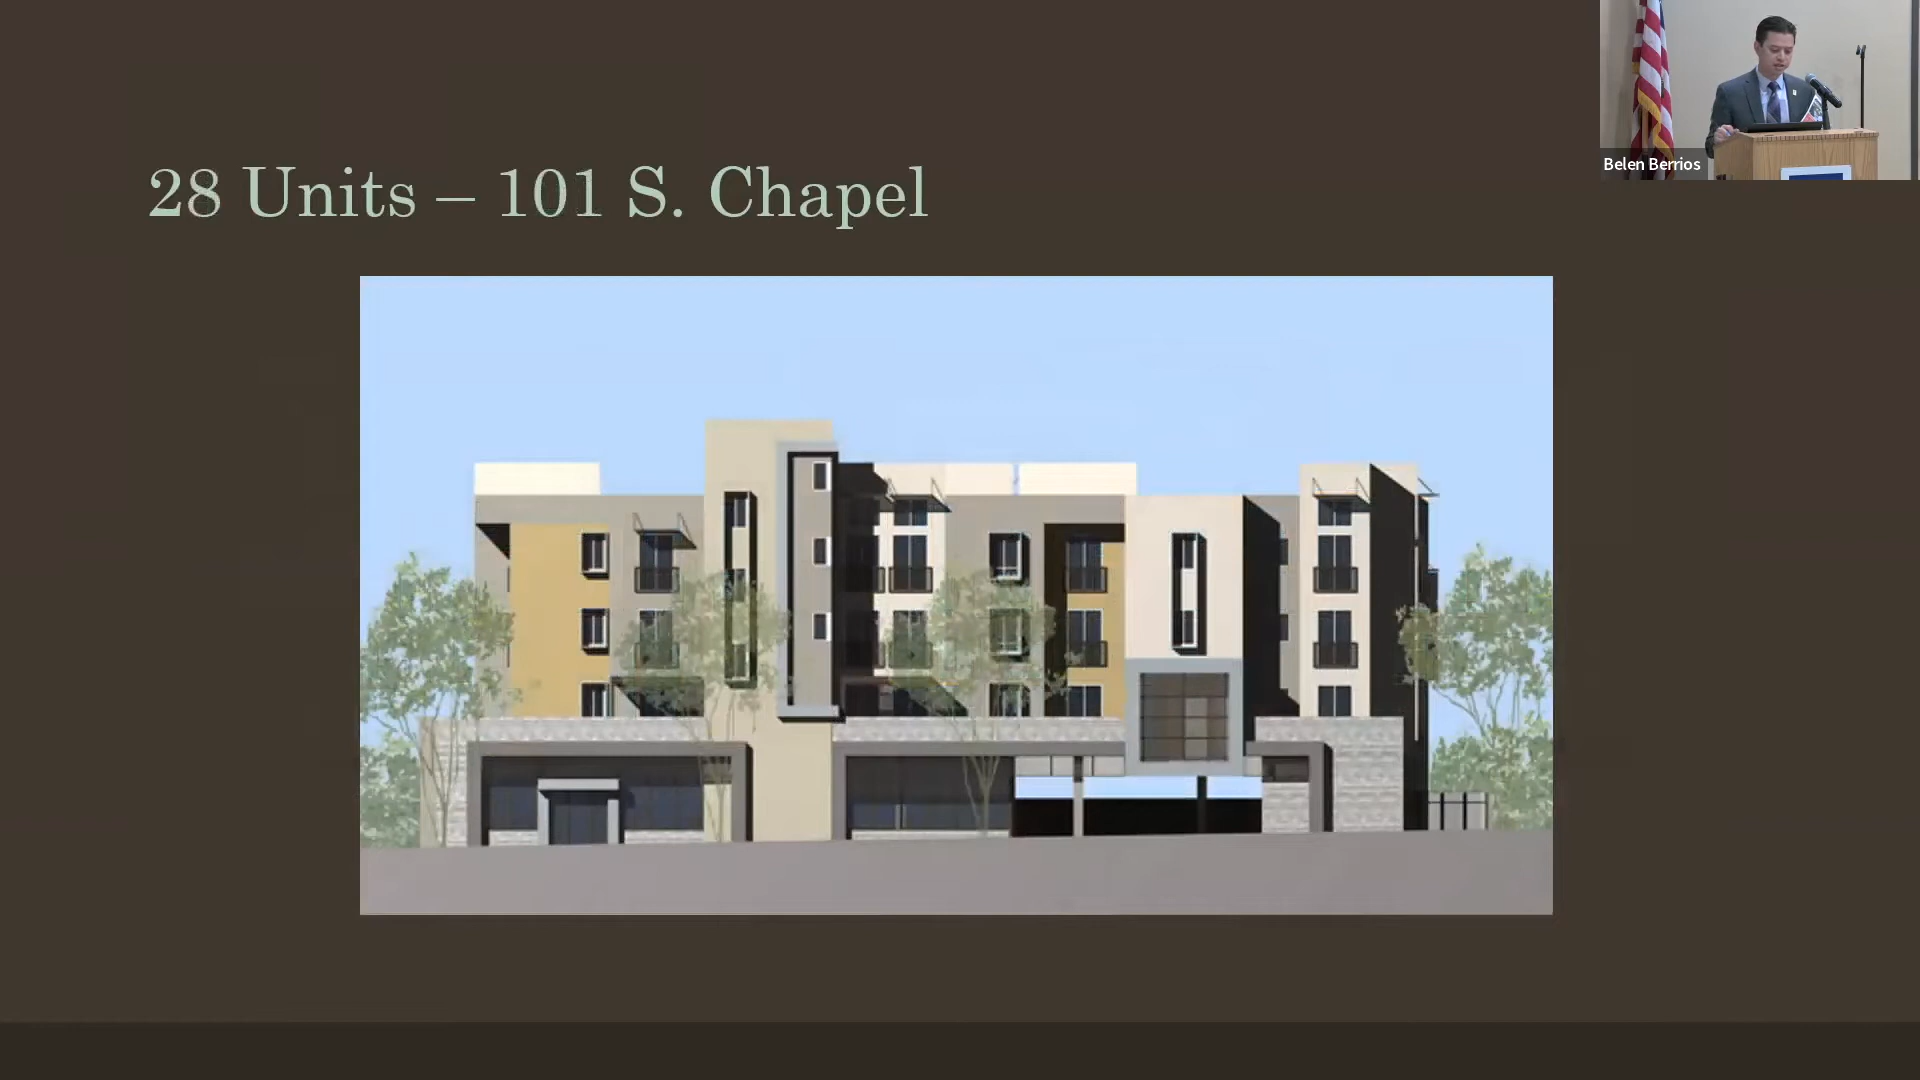 28 Units – 101 S. Chapel
Belen Berrios